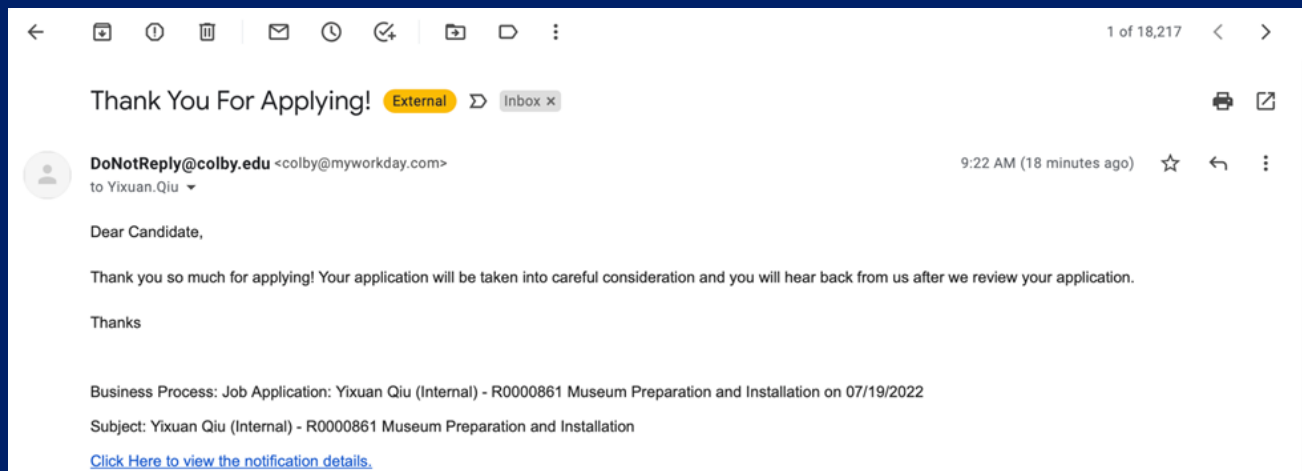 1 of 18,217
Thank You For Applying! External Inbox ×
DoNotReply@colby.edu <colby@myworkday.com> 9:22 AM (18 minutes ago)
to Yixuan.Qiu
Dear Candidate,
Thank you so much for applying! Your application will be taken into careful consideration and you will hear back from us after we review your application.
Thanks
Business Process: Job Application: Yixuan Qiu (Internal) - R0000861 Museum Preparation and Installation on 07/19/2022
Subject: Yixuan Qiu (Internal) - R0000861 Museum Preparation and Installation
Click Here to view the notification details.